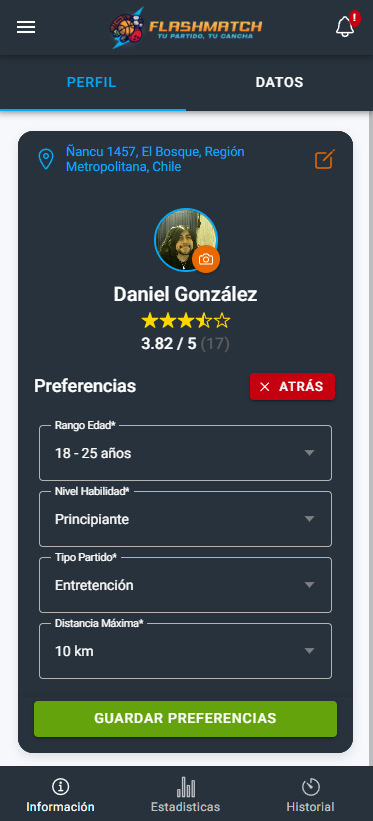 FLASHMATCH
TU PARTIDO, TU CANCHA
!
PERFIL
DATOS
Ñancu 1457, El Bosque, Región
Metropolitana, Chile
Daniel González
3.82 / 5 (17)
Preferencias
ATRÁS
Rango Edad*
18 - 25 años
Nivel Habilidad*
Principiante
Tipo Partido*
Entretención
Distancia Máxima*
10 km
GUARDAR PREFERENCIAS
Información
Estadisticas
Historial